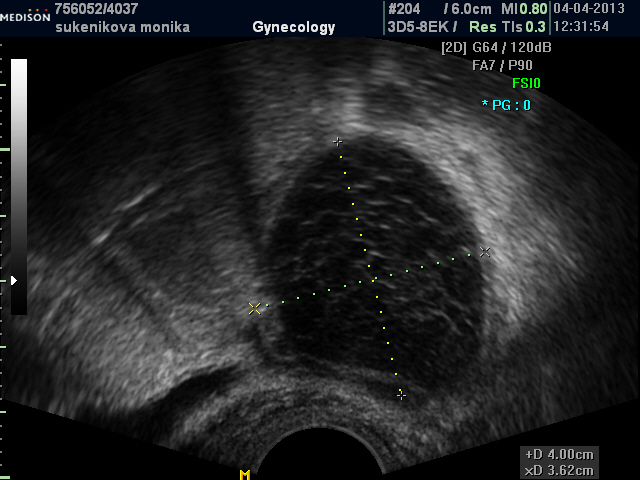 MEDISON
756052/4037
sukenikova monika
Gynecology
#204 / 6.0cm MI 0.80
3D5-8EK / Res TIs 0.3
04-04-2013
12:31:54
[2D] G64 / 120dB
FA7 / P90
FSI0
* PG : 0
M
+D 4.00cm
xD 3.62cm